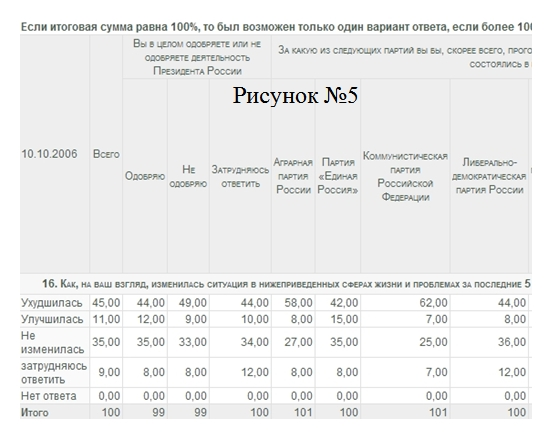 Если итоговая сумма равна 100%, то был возможен только один вариант ответа, если более 100
Вы в целом одобряете или не
одобряете деятельность
Президента России
За какую из следующих партий вы бы, скорее всего, прого
состоялись в
Рисунок №5
10.10.2006
Всего
Одобряю
Не
одобряю
Затрудняюсь
ответить
Аграрная
партия
России
Партия
«Единая
Россия»
Коммунистическая
партия
Российской
Федерации
Либерально-
демократическая
партия России
16. Как, на ваш взгляд, изменилась ситуация в нижеприведенных сферах жизни и проблемах за последние 5
Ухудшилась 45,00 44,00 49,00 44,00 58,00 42,00 62,00 44,00
Улучшилась 11,00 12,00 9,00 10,00 8,00 15,00 7,00 8,00
Не
изменилась 35,00 35,00 33,00 34,00 27,00 35,00 25,00 36,00
затрудняюсь
ответить 9,00 8,00 8,00 12,00 8,00 8,00 7,00 12,00
Нет ответа 0,00 0,00 0,00 0,00 0,00 0,00 0,00 0,00
Итого 100 99 99 100 101 100 101 100